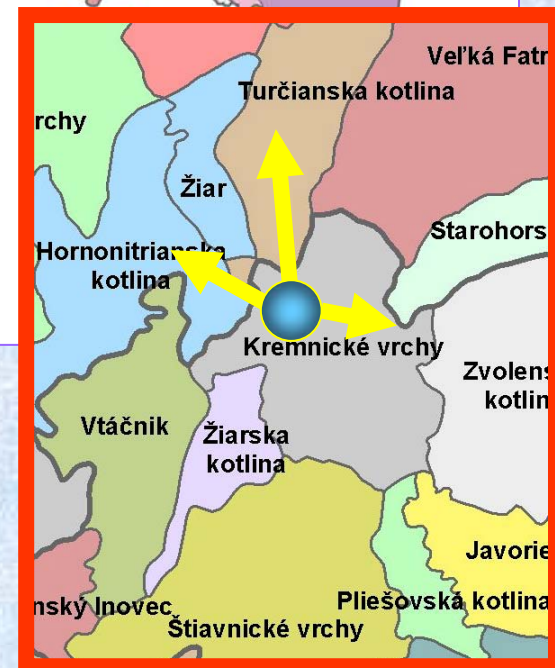 Veľká Fatr
Turčianska kotlina
rchy
Žiar
Starohors
Hornonitrianska
kotlina
Kremnické vrchy
Zvolens
kotlin
Vtáčnik
Žiarska
kotlina
Javorie
nský Inovec
Pliešovská kotlina
Štiavnické vrchy